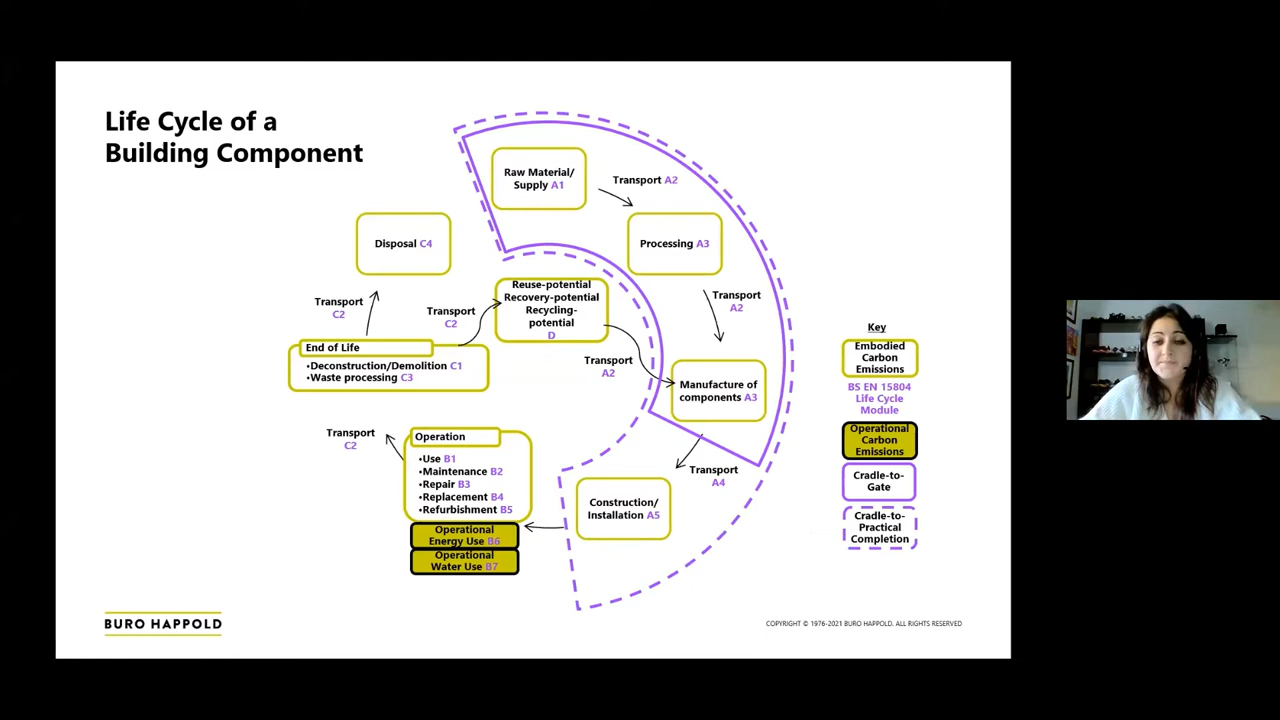 Life Cycle of a
Building Component
Raw Material/
Supply A1
Transport A2
Processing A3
Transport
A2
Manufacture of
components A3
Transport
A4
Construction/
Installation A5
Disposal C4
Transport
C2
Transport
C2
Reuse-potential
Recovery-potential
Recycling-
potential
D
Transport
A2
End of Life
•Deconstruction/Demolition C1
•Waste processing C3
Transport
C2
Operation
•Use B1
•Maintenance B2
•Repair B3
•Replacement B4
•Refurbishment B5
Operational
Energy Use B6
Operational
Water Use B7
Key
Embodied
Carbon
Emissions
BS EN 15804
Life Cycle
Module
Operational
Carbon
Emissions
Cradle-to-
Gate
Cradle-to-
Practical
Completion
BURO HAPPOLD
COPYRIGHT © 1976-2021 BURO HAPPOLD. ALL RIGHTS RESERVED